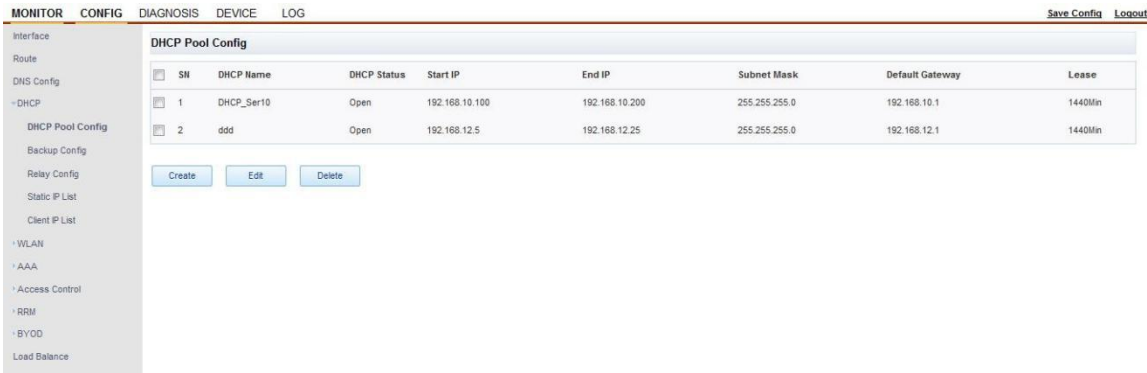 MONITOR CONFIG DIAGNOSIS DEVICE LOG Save Config Logout
Interface
Route
DNS Config
DHCP
DHCP Pool Config
Backup Config
Relay Config
Static IP List
Client IP List
WLAN
AAA
Access Control
RRM
BYOD
Load Balance
DHCP Pool Config
SN DHCP Name DHCP Status Start IP End IP Subnet Mask Default Gateway Lease
1 DHCP_Ser10 Open 192.168.10.100 192.168.10.200 255.255.255.0 192.168.10.1 1440Min
2 ddd Open 192.168.12.5 192.168.12.25 255.255.255.0 192.168.12.1 1440Min
Create Edit Delete